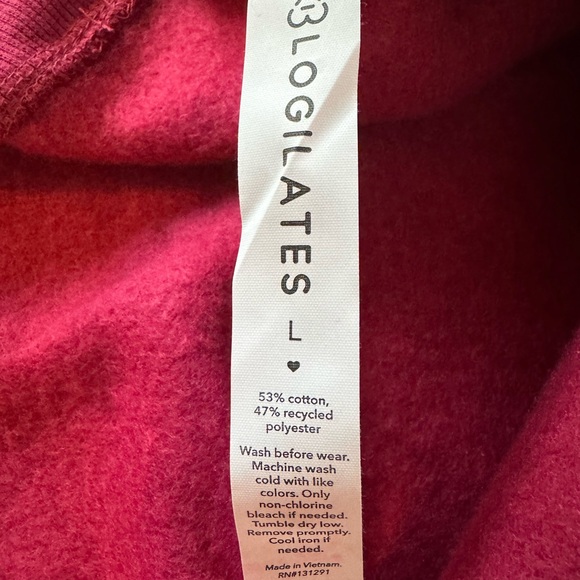 BLOGILATES
L
53% cotton,
47% recycled
polyester
Wash before wear.
Machine wash
cold with like
colors. Only
non-chlorine
bleach if needed.
Tumble dry low.
Remove promptly.
Cool iron if
needed.
Made in Vietnam.
RN#131291